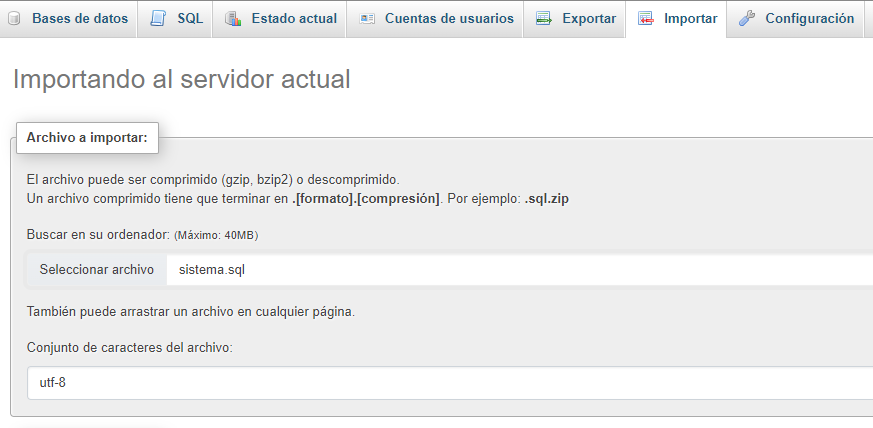 Bases de datos SQL Estado actual Cuentas de usuarios Exportar Importar Configuración
Importando al servidor actual
Archivo a importar:
El archivo puede ser comprimido (gzip, bzip2) o descomprimido.
Un archivo comprimido tiene que terminar en .[formato].[compresión]. Por ejemplo: .sql.zip
Buscar en su ordenador: (Máximo: 40MB)
Seleccionar archivo sistema.sql
También puede arrastrar un archivo en cualquier página.
Conjunto de caracteres del archivo:
utf-8